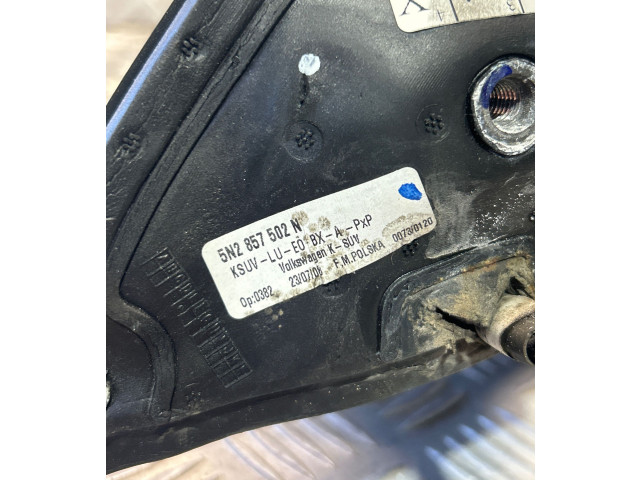 5N2 857 502 N
KSUV-LU-EO-BX-A-PxP
Volkswagen K-SUV
23/07/08 F.M.POLSKA 0073/0120
Op:0382
X